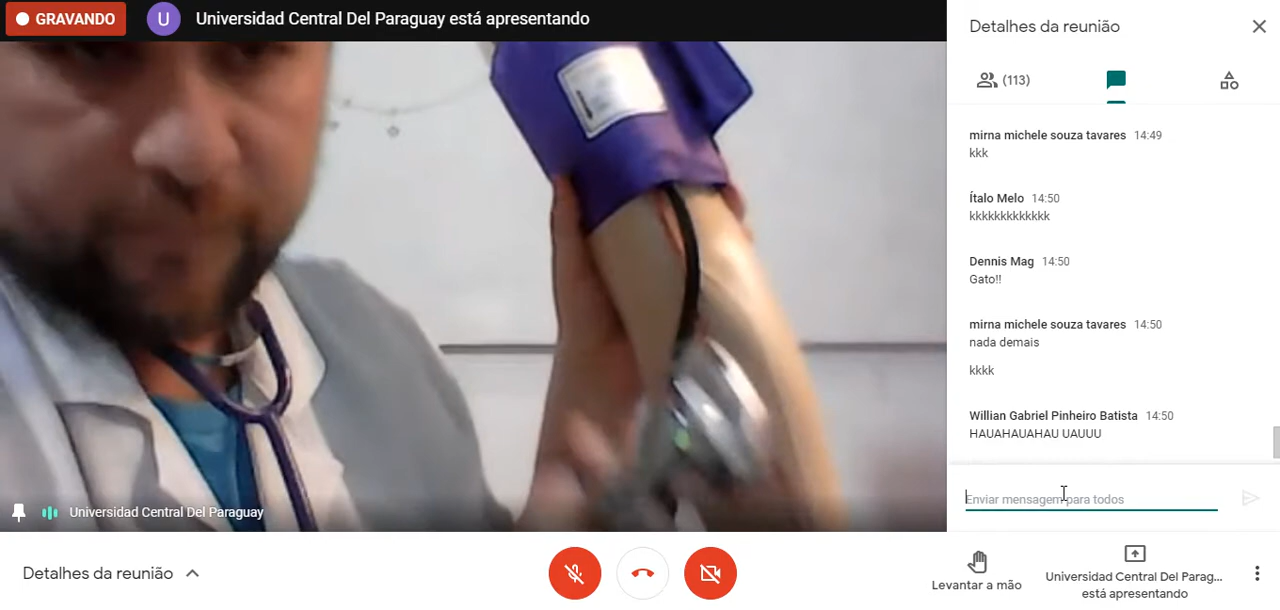 GRAVANDO
U
Universidad Central Del Paraguay está apresentando
Universidad Central Del Paraguay
Detalhes da reunião
(113)
mirna michele souza tavares 14:49
kkk
Ítalo Melo 14:50
kkkkkkkkkkkkk
Dennis Mag 14:50
Gato!!
mirna michele souza tavares 14:50
nada demais
kkkk
Willian Gabriel Pinheiro Batista 14:50
HAUAHAUAHAU UAUUU
Enviar mensagem para todos
Detalhes da reunião
Levantar a mão
Universidad Central Del Parag...
está apresentando